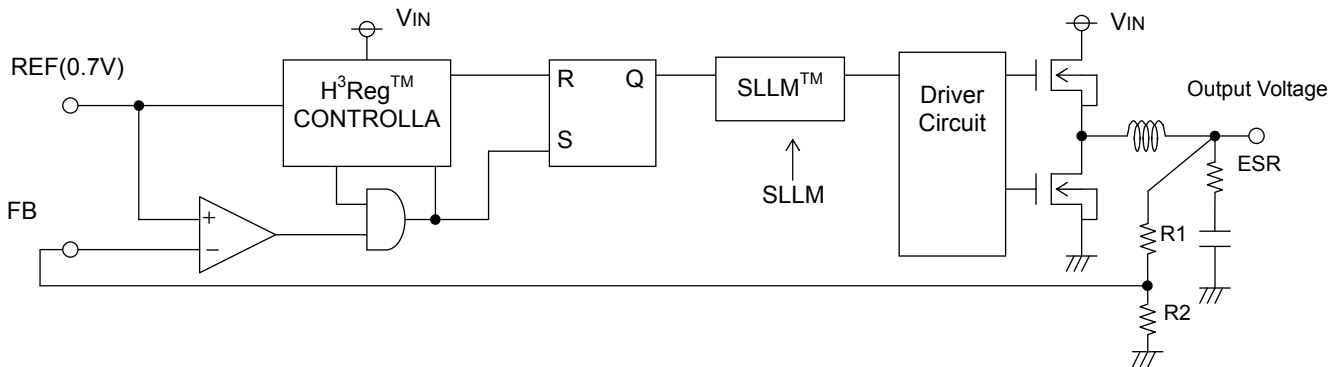 VIN
VIN
REF(0.7V)
H³Reg™
CONTROLLA
R
Q
SLLM™
Driver
Circuit
Output Voltage
S
ESR
SLLM
FB
+
−
R1
R2